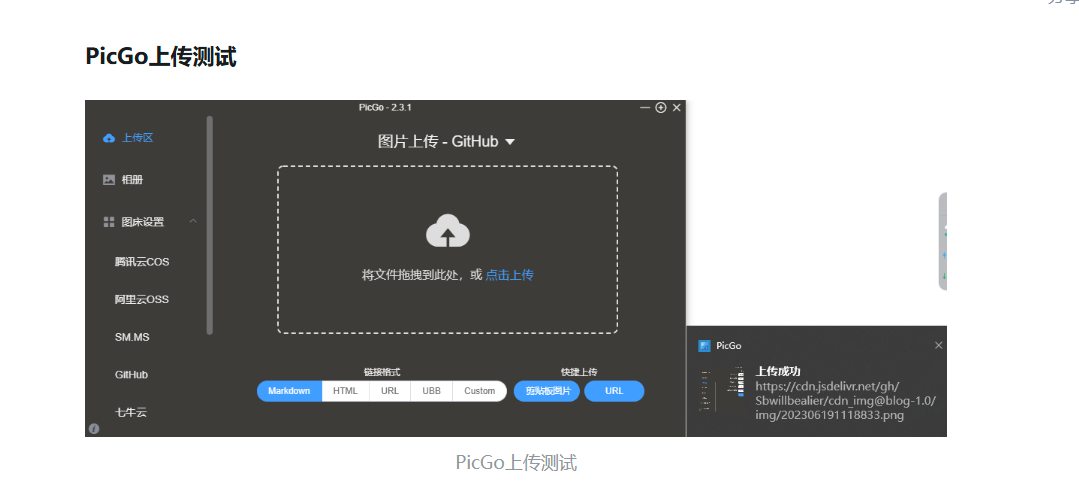 PicGo上传测试
PicGo - 2.3.1
上传区
相册
图床设置
腾讯云COS
阿里云OSS
SM.MS
GitHub
七牛云
图片上传 - GitHub
将文件拖拽到此处，或 点击上传
链接格式
Markdown HTML URL UBB Custom
快捷上传
剪贴板图片 URL
PicGo
上传成功
https://cdn.jsdelivr.net/gh/
Sbwillbealier/cdn_img@blog-1.0/
img/202306191118833.png
PicGo上传测试